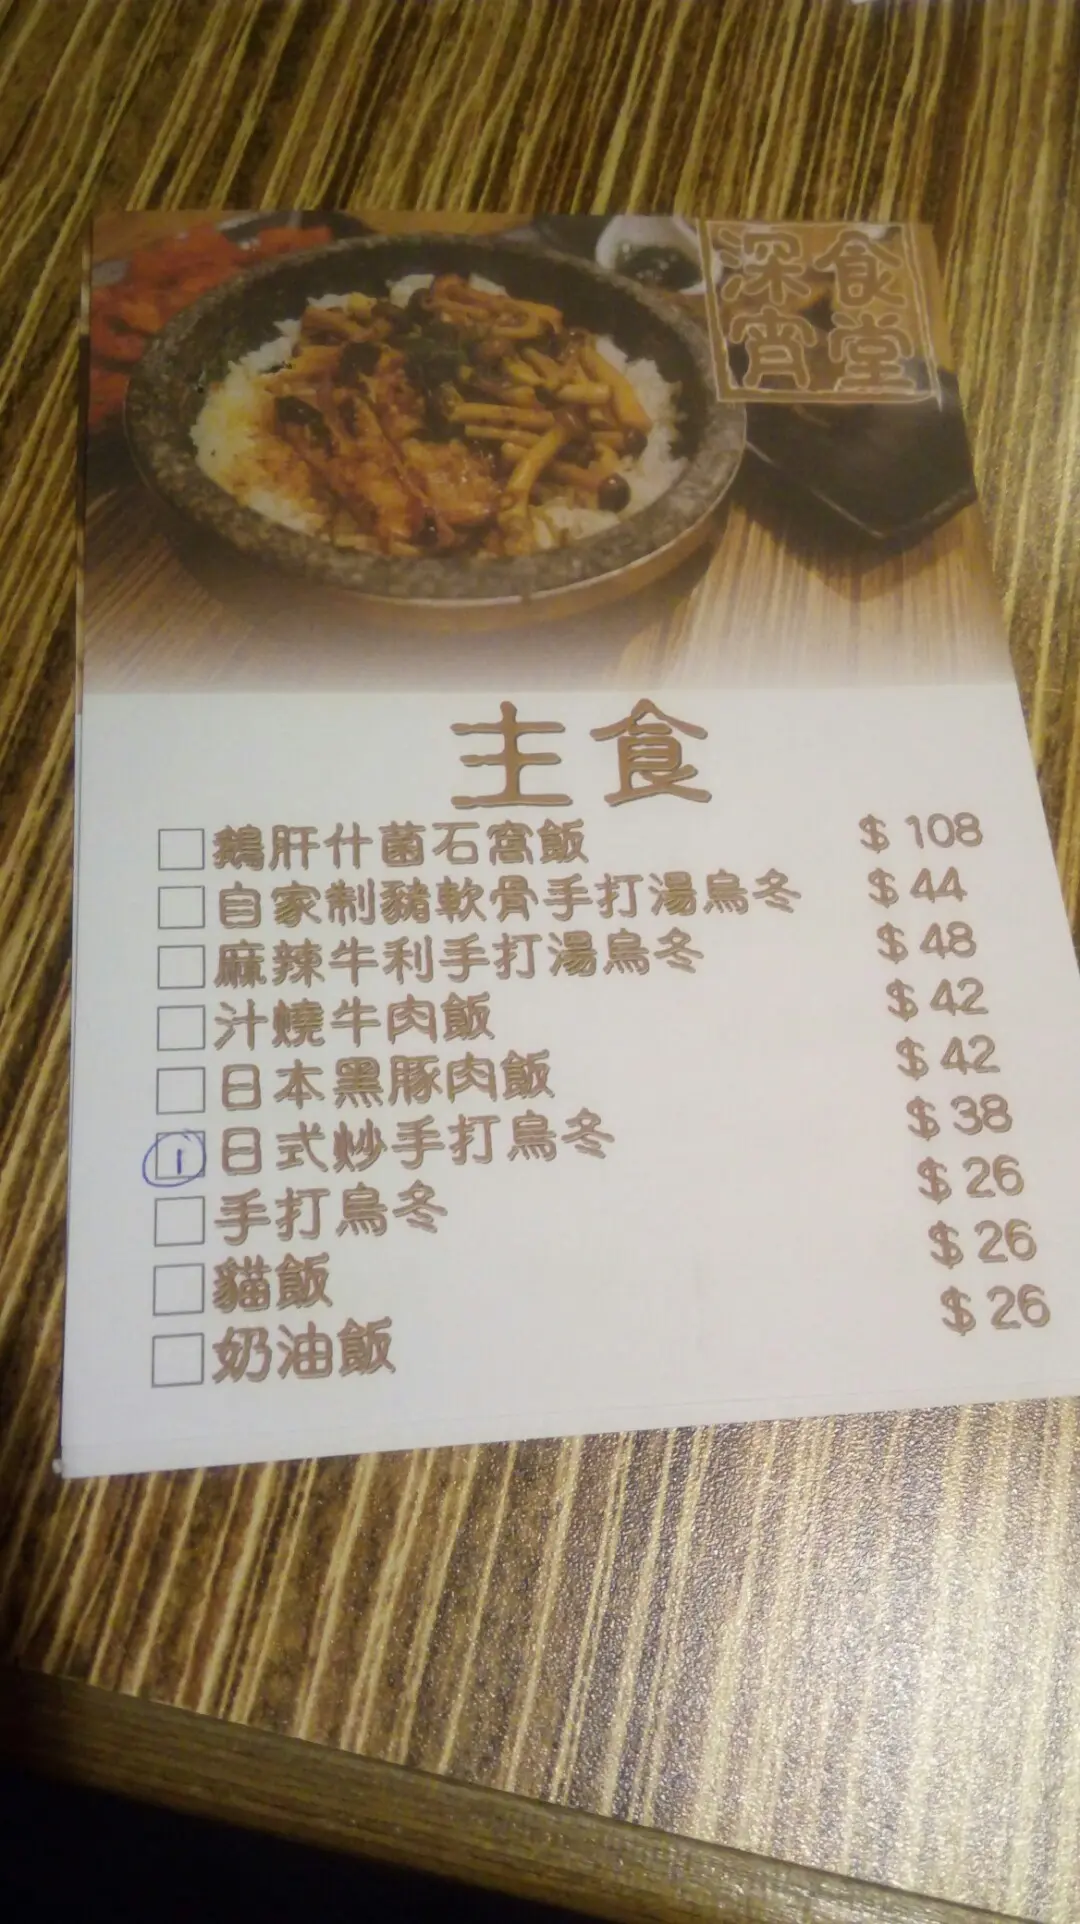 深宵
食堂
主食
鵝肝什菌石窩飯 $108
自家制豬軟骨手打湯烏冬 $44
麻辣牛利手打湯烏冬 $48
汁燒牛肉飯 $42
日本黑豚肉飯 $42
1 日式炒手打烏冬 $38
手打烏冬 $26
貓飯 $26
奶油飯 $26